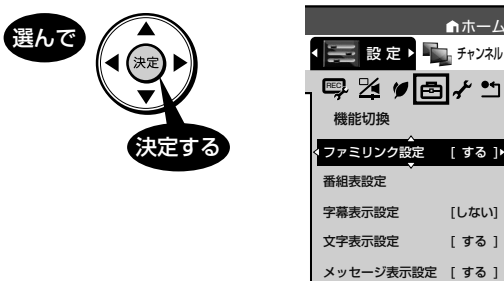 選んで
決定
決定する
ホーム
設定
チャンネル
REC
機能切換
ファミリンク設定 [する]
番組表設定
字幕表示設定 [しない]
文字表示設定 [する]
メッセージ表示設定 [する]